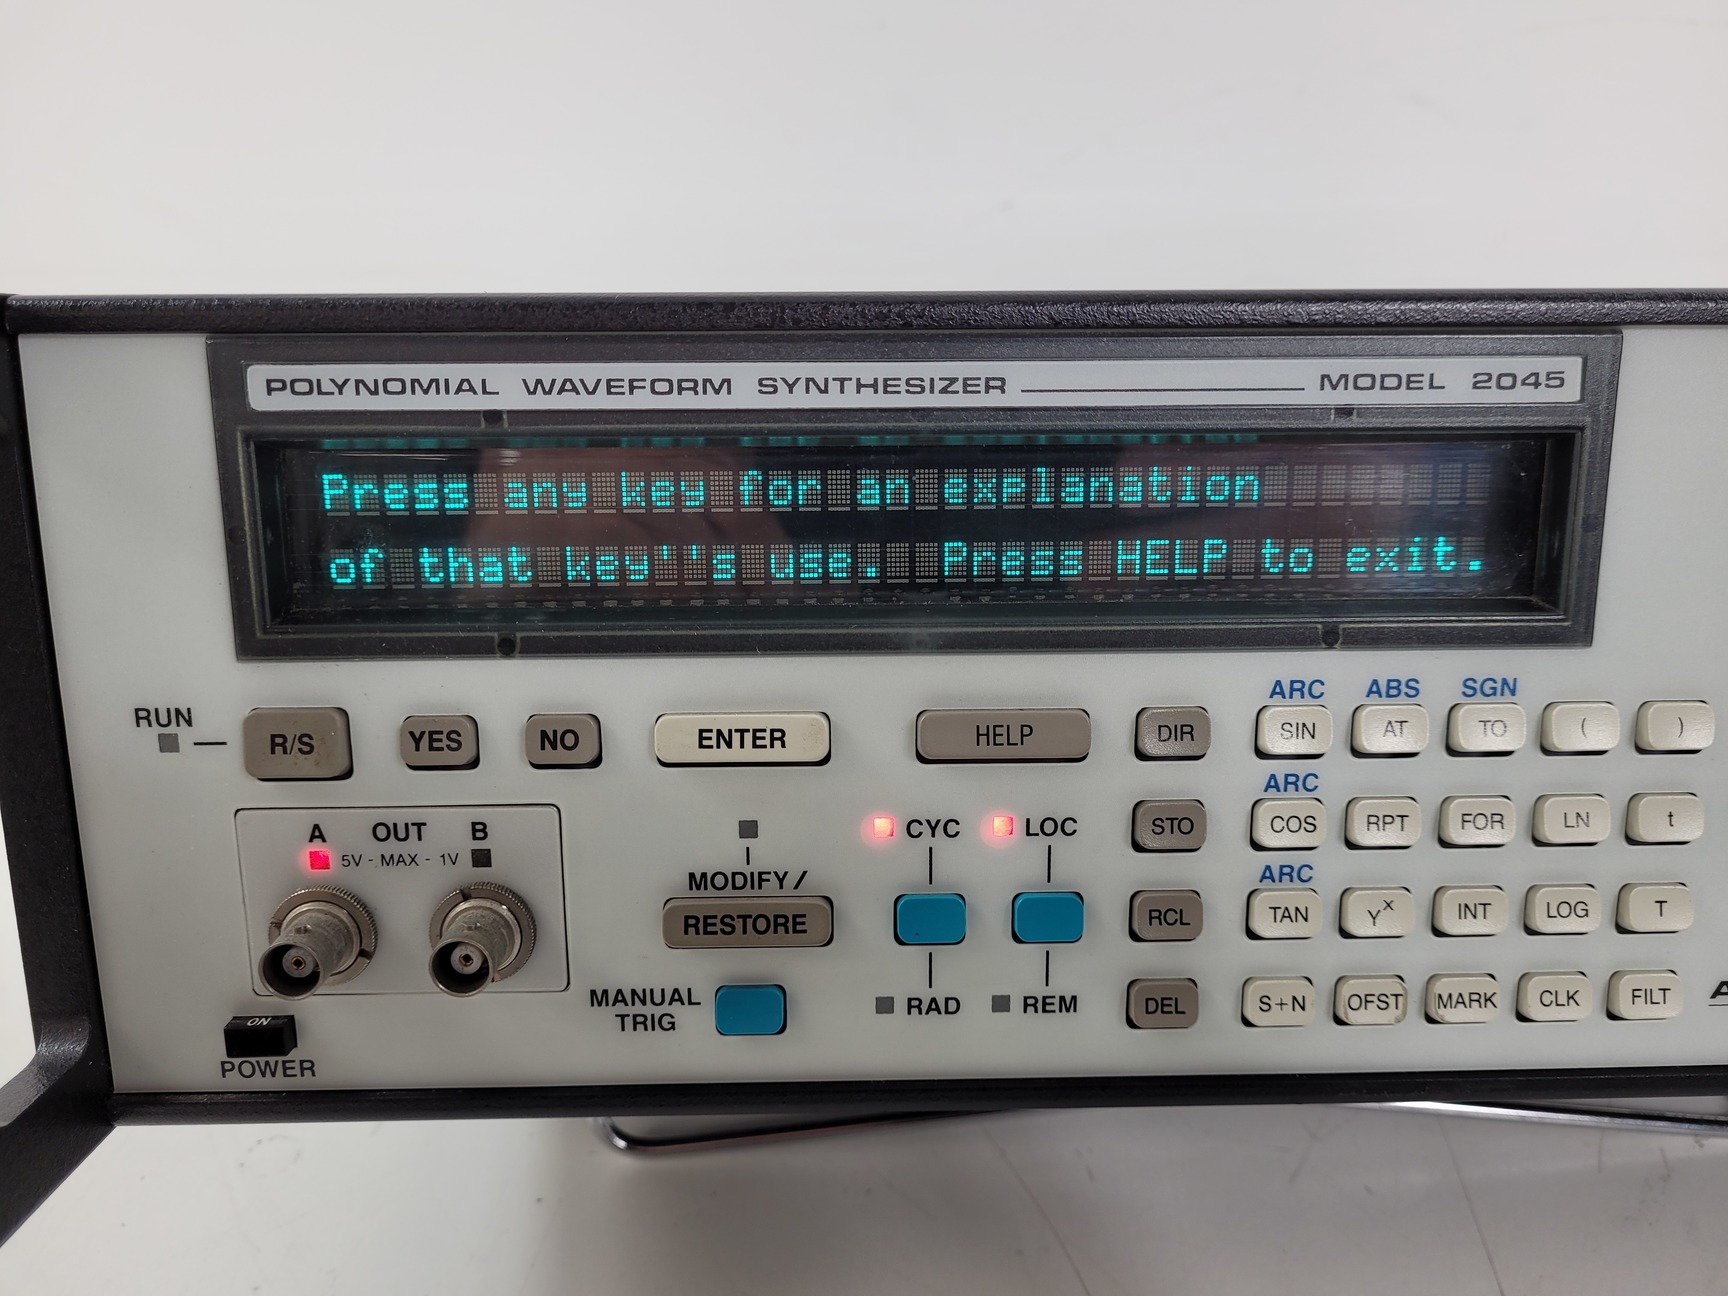 POLYNOMIAL WAVEFORM SYNTHESIZER MODEL 2045
Press any key for an explanation
of that key''s use. Press HELP to exit.
RUN
R/S YES NO ENTER HELP DIR
ARC ABS SGN
SIN AT TO ( )
A OUT B
5V - MAX - 1V
CYC LOC
STO
ARC
COS RPT FOR LN t
MODIFY/
RESTORE
RCL
ARC
TAN Y^X INT LOG T
MANUAL
TRIG
RAD REM
DEL
S+N OFST MARK CLK FILT
ON
POWER